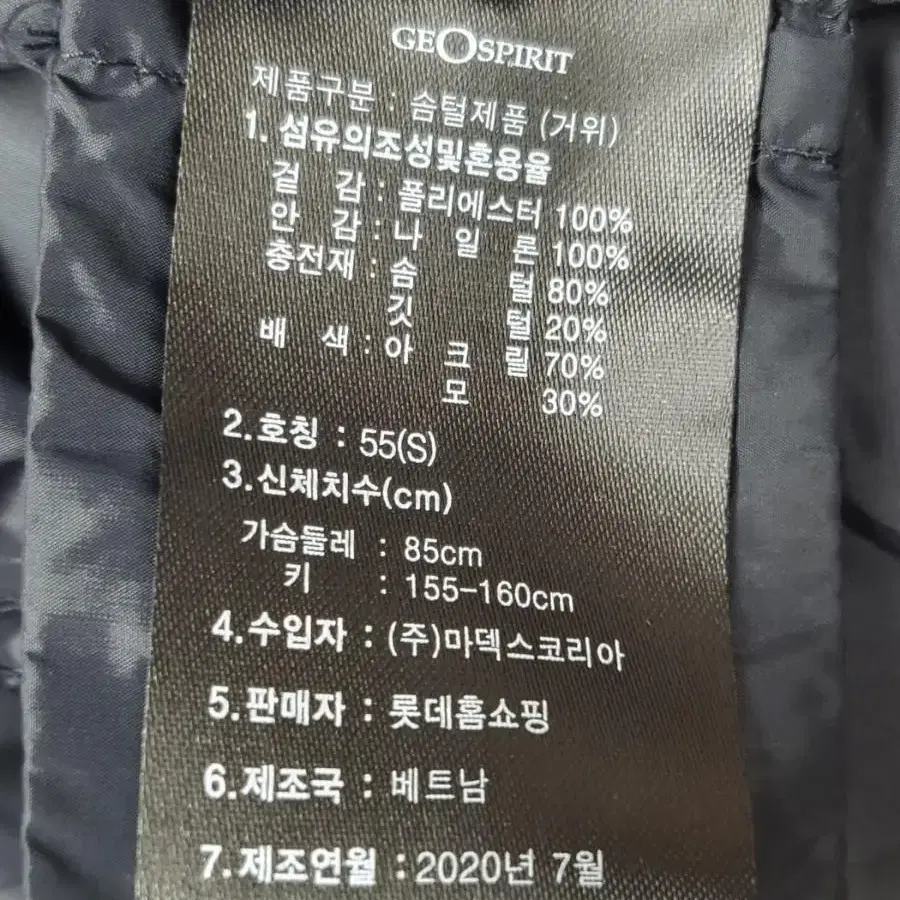 GEOSPIRIT
제품구분 : 솜털제품 (거위)
1. 섬유의조성및혼용율
겉 감 : 폴리에스터 100%
안 감 : 나 일 론 100%
충전재 : 솜 털 80%
깃 털 20%
배 색 : 아 크 릴 70%
모 30%
2.호칭 : 55(S)
3.신체치수(cm)
가슴둘레 : 85cm
키 : 155-160cm
4.수입자 : (주)마덱스코리아
5.판매자 : 롯데홈쇼핑
6.제조국 : 베트남
7.제조연월 : 2020년 7월